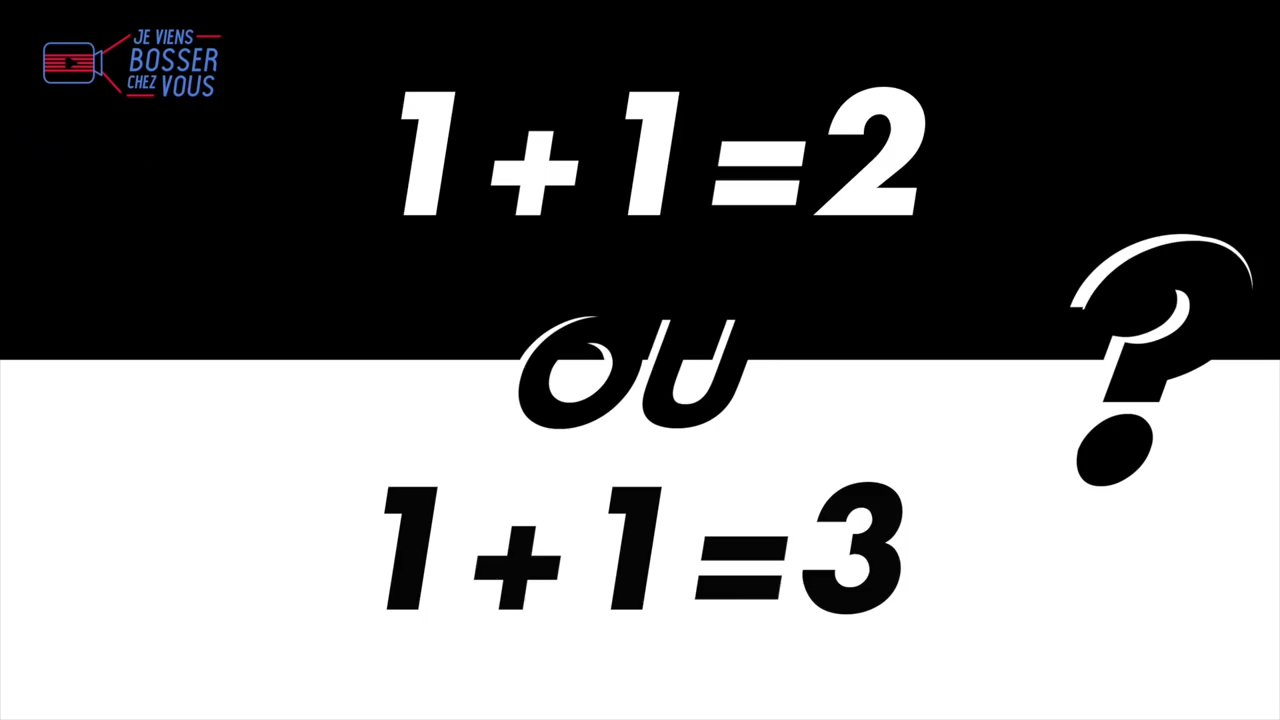 JE VIENS
BOSSER
CHEZ VOUS
1+1=2
OU
?
1+1=3